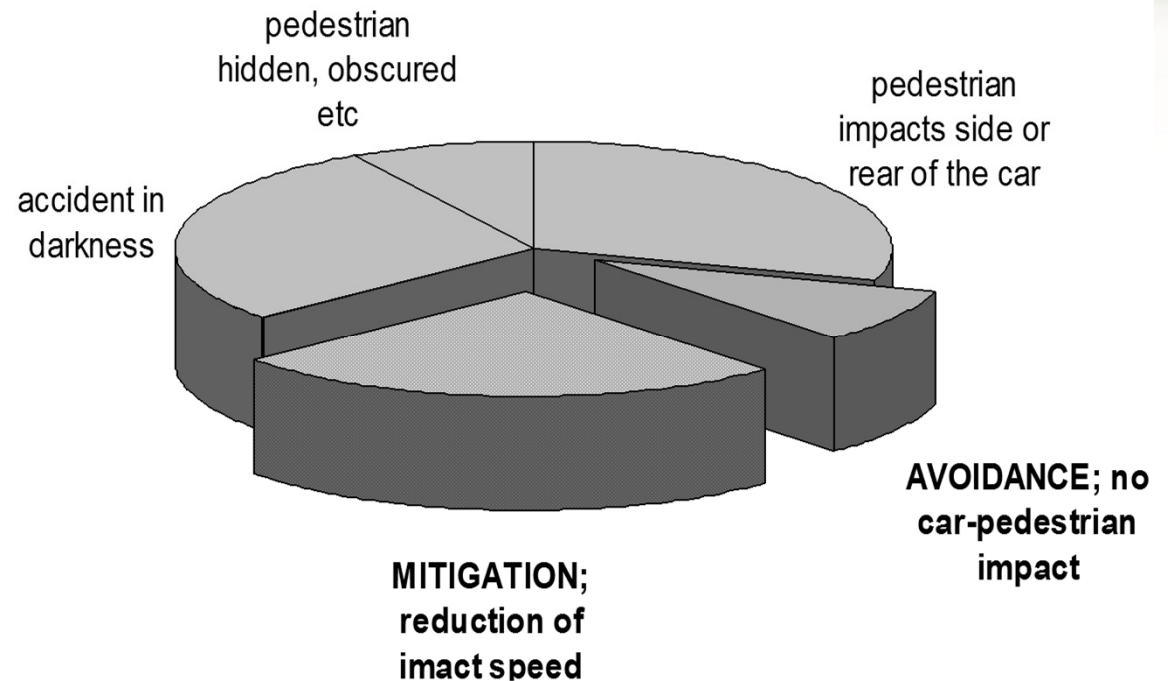 pedestrian
hidden, obscured
etc
pedestrian
impacts side or
rear of the car
accident in
darkness
AVOIDANCE; no
car-pedestrian
impact
MITIGATION;
reduction of
imact speed